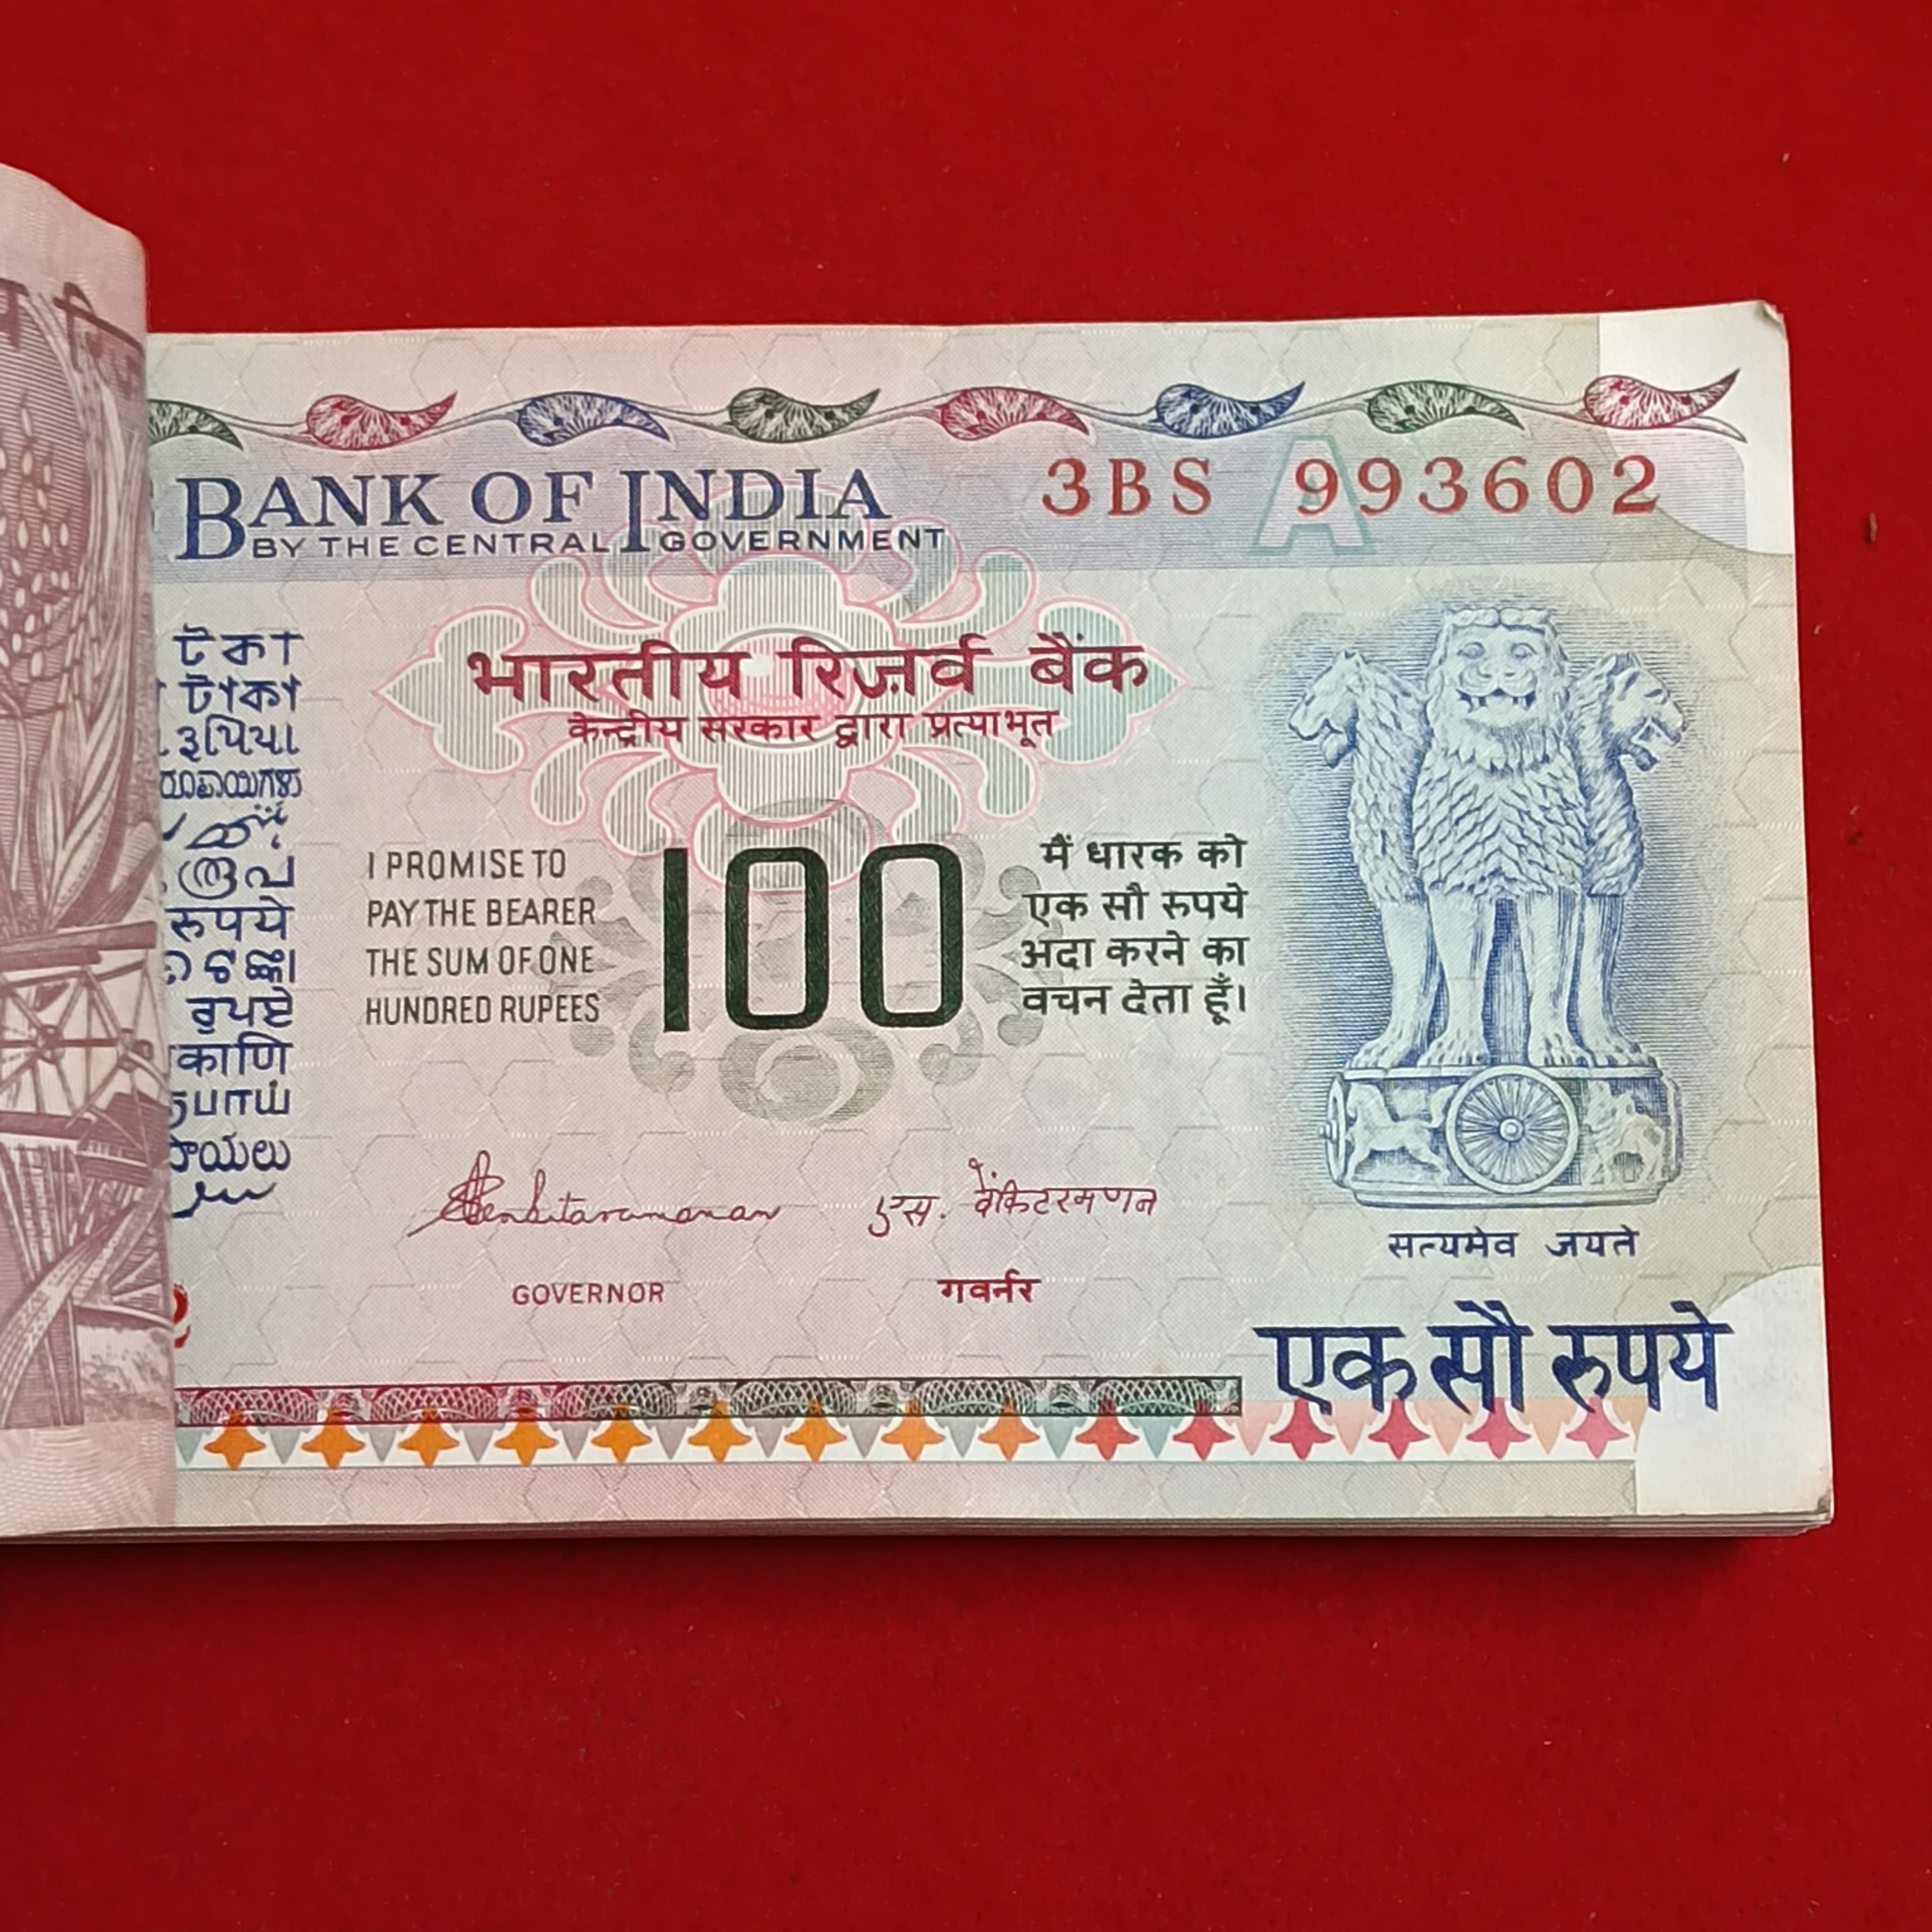 BANK OF INDIA
BY THE CENTRAL GOVERNMENT
3BS 993602
A
भारतीय रिज़र्व बैंक
केन्द्रीय सरकार द्वारा प्रत्याभूत
টকা
টাকা
રૂપિયા
रुपये
ਰੁਪਏ
I PROMISE TO
PAY THE BEARER
THE SUM OF ONE
HUNDRED RUPEES
100
मैं धारक को
एक सौ रुपये
अदा करने का
वचन देता हूँ।
एस. वेंकिटरमणन
GOVERNOR
गवर्नर
सत्यमेव जयते
एक सौ रुपये